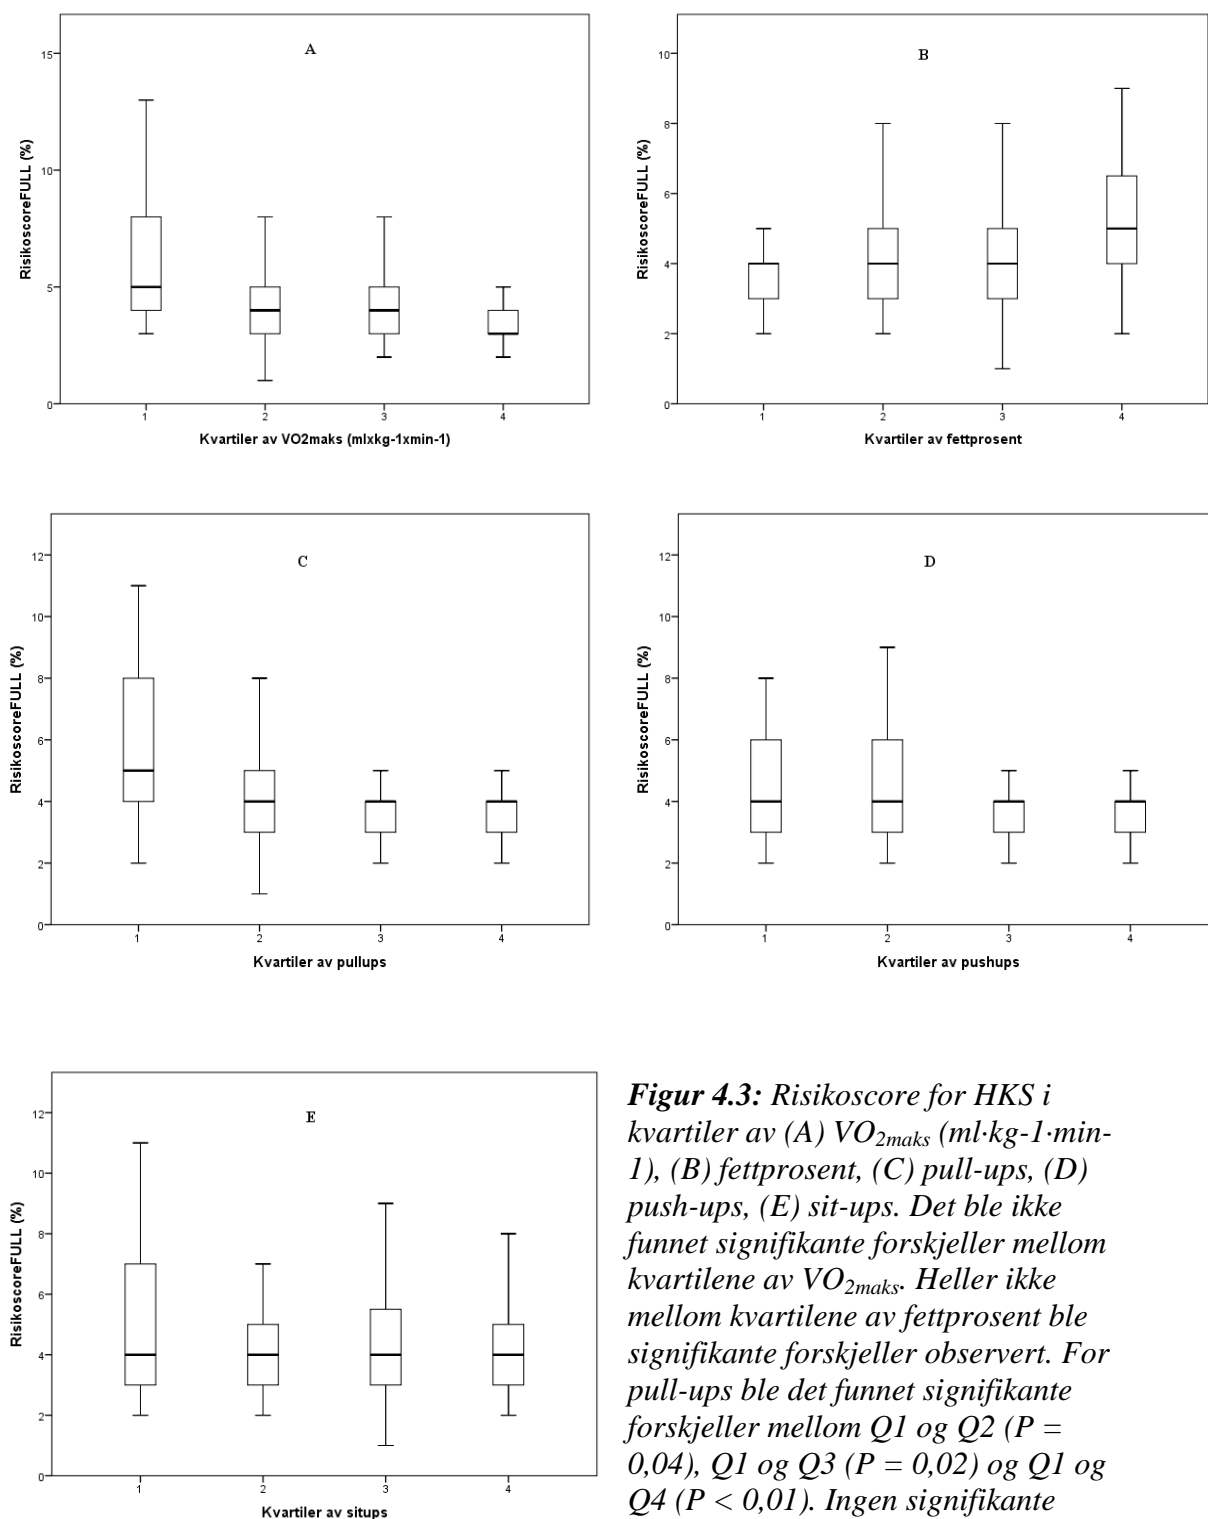 A
RisikoscoreFULL (%)
15
10
5
0
1 2 3 4
Kvartiler av VO2maks (mlxkg-1xmin-1)
B
RisikoscoreFULL (%)
10
8
6
4
2
0
1 2 3 4
Kvartiler av fettprosent
C
RisikoscoreFULL (%)
12
10
8
6
4
2
0
1 2 3 4
Kvartiler av pullups
D
RisikoscoreFULL (%)
12
10
8
6
4
2
0
1 2 3 4
Kvartiler av pushups
E
RisikoscoreFULL (%)
12
10
8
6
4
2
0
1 2 3 4
Kvartiler av situps
Figur 4.3: Risikoscore for HKS i
kvartiler av (A) VO2maks (ml·kg-1·min-
1), (B) fettprosent, (C) pull-ups, (D)
push-ups, (E) sit-ups. Det ble ikke
funnet signifikante forskjeller mellom
kvartilene av VO2maks. Heller ikke
mellom kvartilene av fettprosent ble
signifikante forskjeller observert. For
pull-ups ble det funnet signifikante
forskjeller mellom Q1 og Q2 (P =
0,04), Q1 og Q3 (P = 0,02) og Q1 og
Q4 (P < 0,01). Ingen signifikante